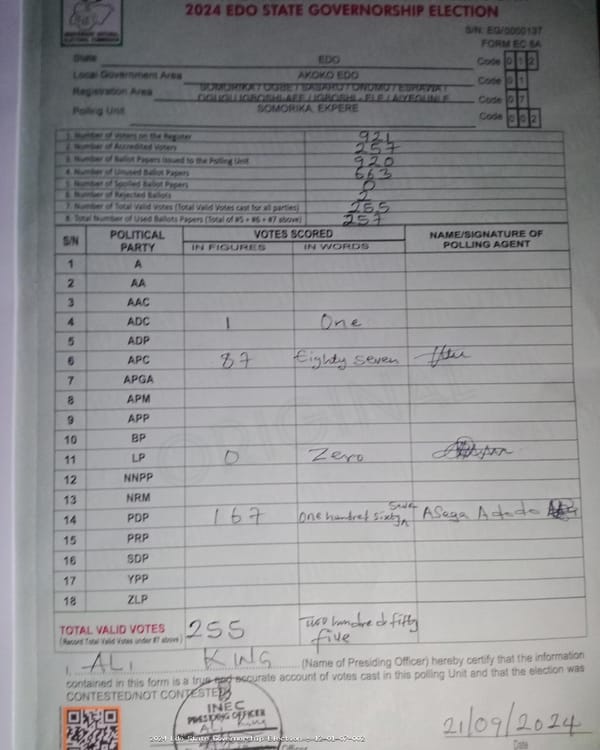 2024 EDO STATE GOVERNORSHIP ELECTION
S/N: EG/0000137
FORM EC 8A
State EDO Code 0 1 2
Local Government Area AKOKO EDO Code 0 1
Registration Area SOMORIKA / OGBE / SASARO / ONUMU / ESHAWA / Code 0 7
OGUGU IGBOSHI-AFE / IGBOSHI - ELE / AIYEGUNLE
Polling Unit SOMORIKA, EKPERE Code 0 0 2
1. Number of Voters on the Register 921
2. Number of Accredited Voters 257
3. Number of Ballot Papers Issued to the Polling Unit 920
4. Number of Unused Ballot Papers 663
5. Number of Spoiled Ballot Papers 0
6. Number of Rejected Ballots 2
7. Number of Total Valid Votes (Total Valid Votes cast for all parties) 255
8. Total Number of Used Ballots Papers (Total of #5 + #6 + #7 above) 257
S/N POLITICAL PARTY VOTES SCORED NAME/SIGNATURE OF POLLING AGENT
IN FIGURES IN WORDS
1 A
2 AA
3 AAC
4 ADC 1 One
5 ADP
6 APC 87 Eighty Seven
7 APGA
8 APM
9 APP
10 BP
11 LP 0 Zero
12 NNPP
13 NRM
14 PDP 167 One hundred sixty seven
15 PRP
16 SDP
17 YPP
18 ZLP
ORIGINAL
TOTAL VALID VOTES 255 Two hundred fifty
(Record Total Valid Votes under #7 above) five
I, ALI KING (Name of Presiding Officer) hereby certify that the information
contained in this form is a true and accurate account of votes cast in this polling Unit and that the election was
CONTESTED/NOT CONTESTED
INEC
PRESIDING OFFICER
21/09/2024
Date
2024 Edo State Governorship Election - 12-01-07-002